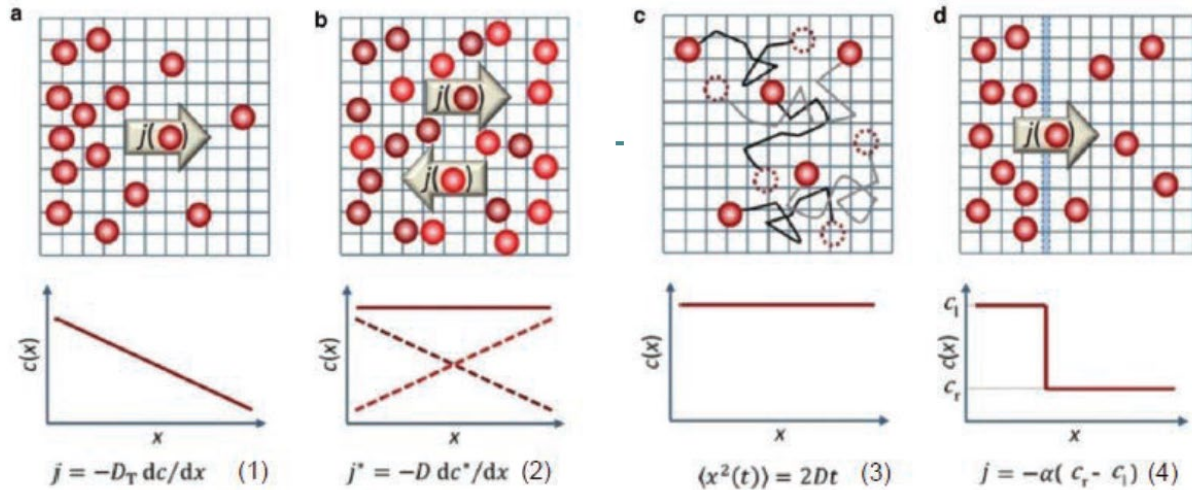 a b c d
j( ) j( ) j( ) j( )
c(x) c(x) c(x) c_l c(x) c_r
x x x x
j = −D_T dc/dx (1) j* = −D dc*/dx (2) ⟨x²(t)⟩ = 2Dt (3) j = −α( c_r - c_l) (4)